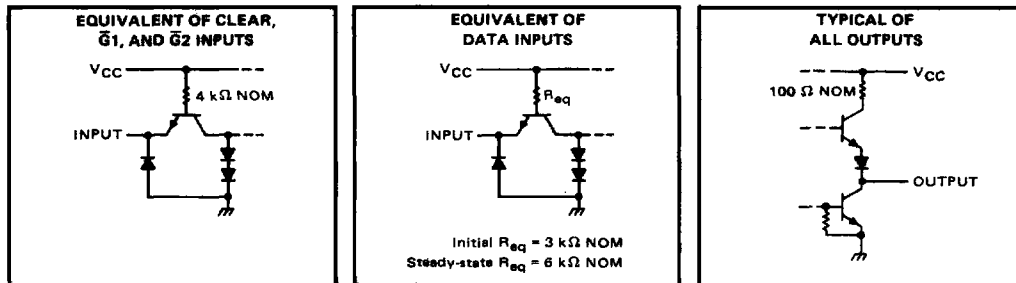 EQUIVALENT OF CLEAR,
G̅1, AND G̅2 INPUTS
VCC
4 kΩ NOM
INPUT
EQUIVALENT OF
DATA INPUTS
VCC
Req
INPUT
Initial Req = 3 kΩ NOM
Steady-state Req = 6 kΩ NOM
TYPICAL OF
ALL OUTPUTS
VCC
100 Ω NOM
OUTPUT